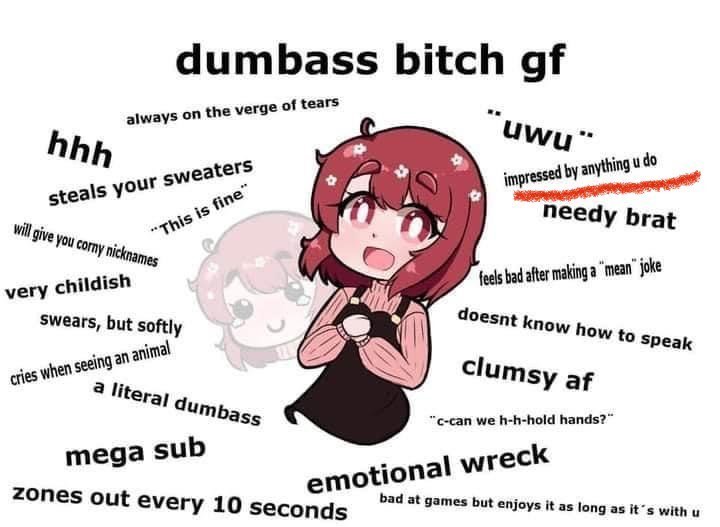 dumbass bitch gf
always on the verge of tears
¨uwu¨
hhh
impressed by anything u do
steals your sweaters
needy brat
¨This is fine¨
will give you corny nicknames
feels bad after making a ¨mean¨ joke
very childish
doesnt know how to speak
swears, but softly
cries when seeing an animal
clumsy af
a literal dumbass
¨c-can we h-h-hold hands?¨
mega sub
emotional wreck
zones out every 10 seconds
bad at games but enjoys it as long as it´s with u